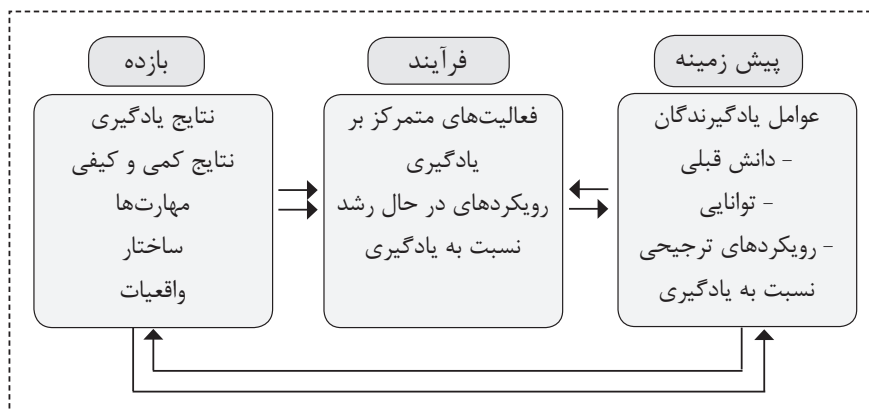 پیش زمینه
عوامل یادگیرندگان
- دانش قبلی
- توانایی
- رویکردهای ترجیحی
نسبت به یادگیری
فرآیند
فعالیت‌های متمرکز بر
یادگیری
رویکردهای در حال رشد
نسبت به یادگیری
بازده
نتایج یادگیری
نتایج کمی و کیفی
مهارت‌ها
ساختار
واقعیات